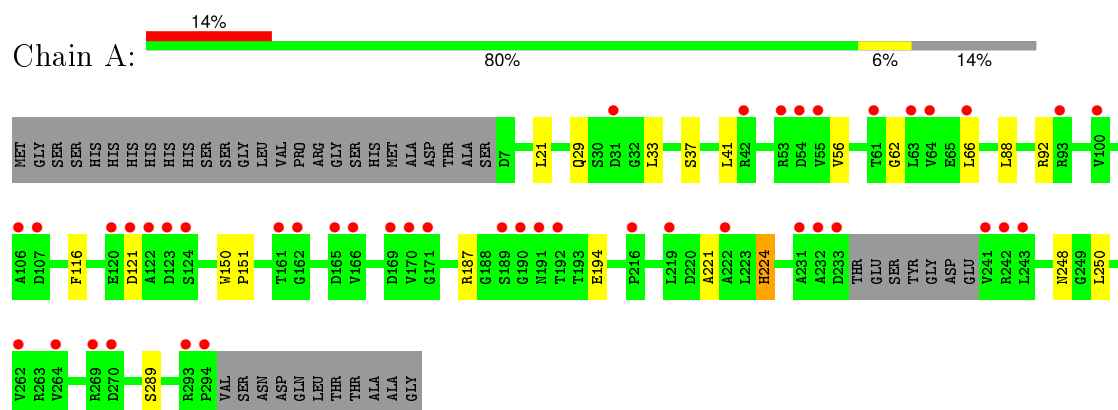 14%
Chain A:
80% 6% 14%
MET GLY SER SER HIS HIS HIS HIS HIS HIS SER SER GLY LEU VAL PRO ARG GLY SER HIS MET ALA ASP THR ALA SER D7 L21 Q29 S30 D31 G32 L33 S37 L41 R42 R53 D54 V55 V56 T61 G62 L63 V64 E65 L66 L88 R92 R93 V100
A106 D107 F116 E120 D121 A122 D123 S124 W150 P151 T161 G162 D165 V166 D169 V170 G171 R187 G188 S189 G190 N191 T192 T193 E194 P216 L219 D220 A221 A222 L223 H224 A231 A232 D233 THR GLU SER TYR GLY ASP GLU V241 R242 L243 N248 G249 L250
V262 R263 V264 R269 D270 S289 R293 P294 VAL SER ASN ASP GLN LEU THR THR ALA ALA GLY